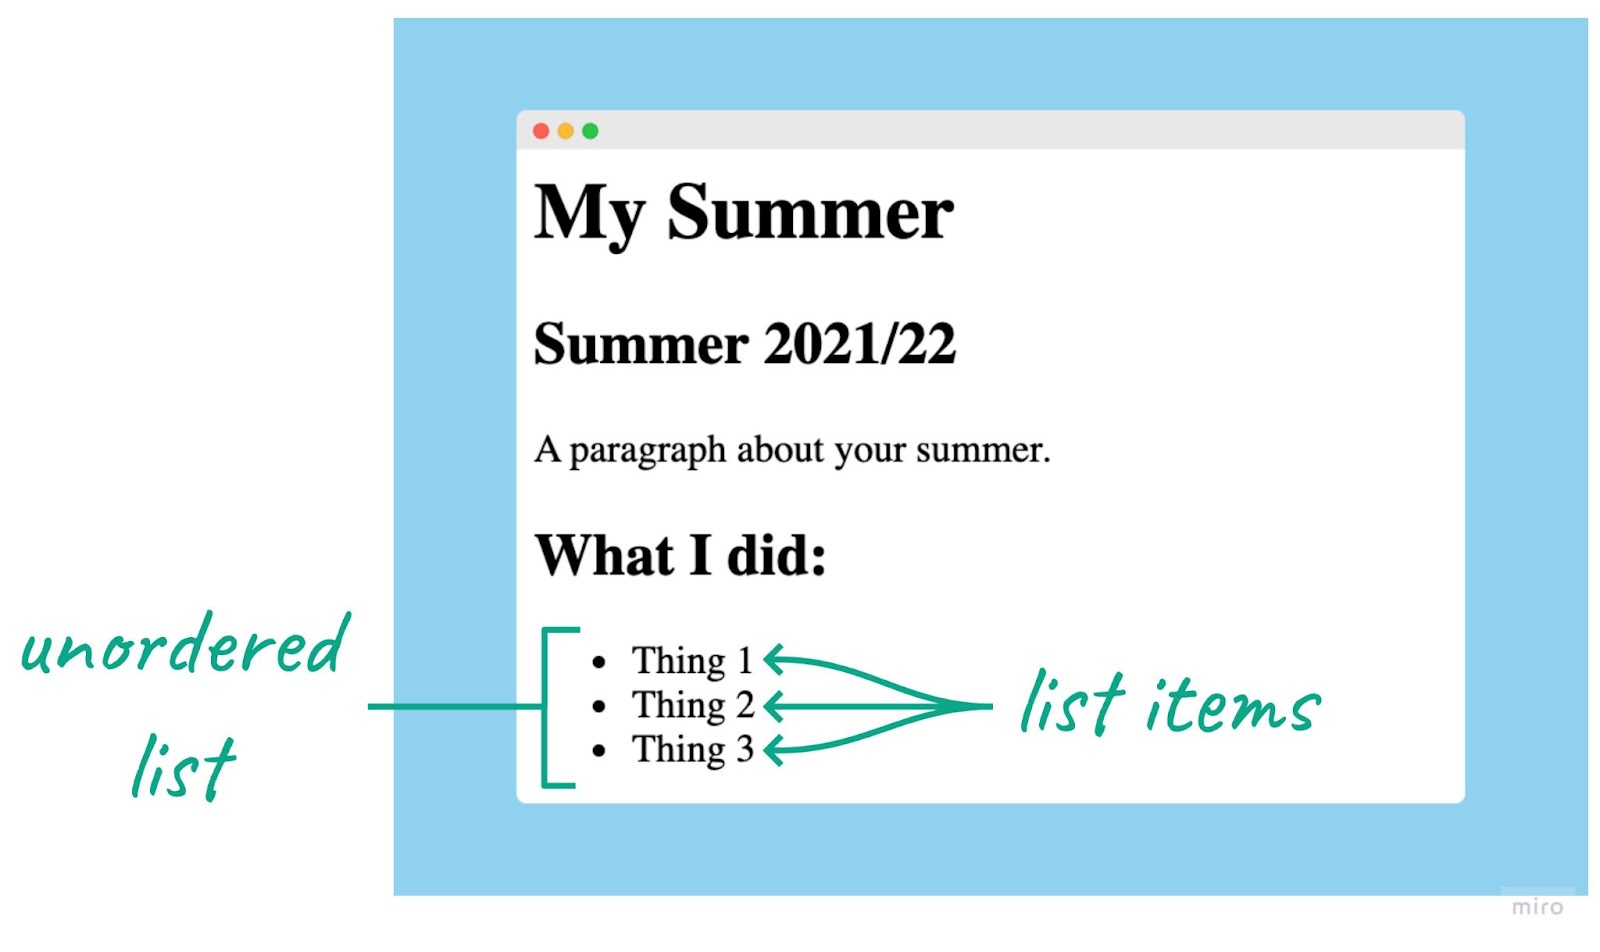 My Summer
Summer 2021/22
A paragraph about your summer.
What I did:
unordered
list
• Thing 1
• Thing 2
• Thing 3
list items
miro